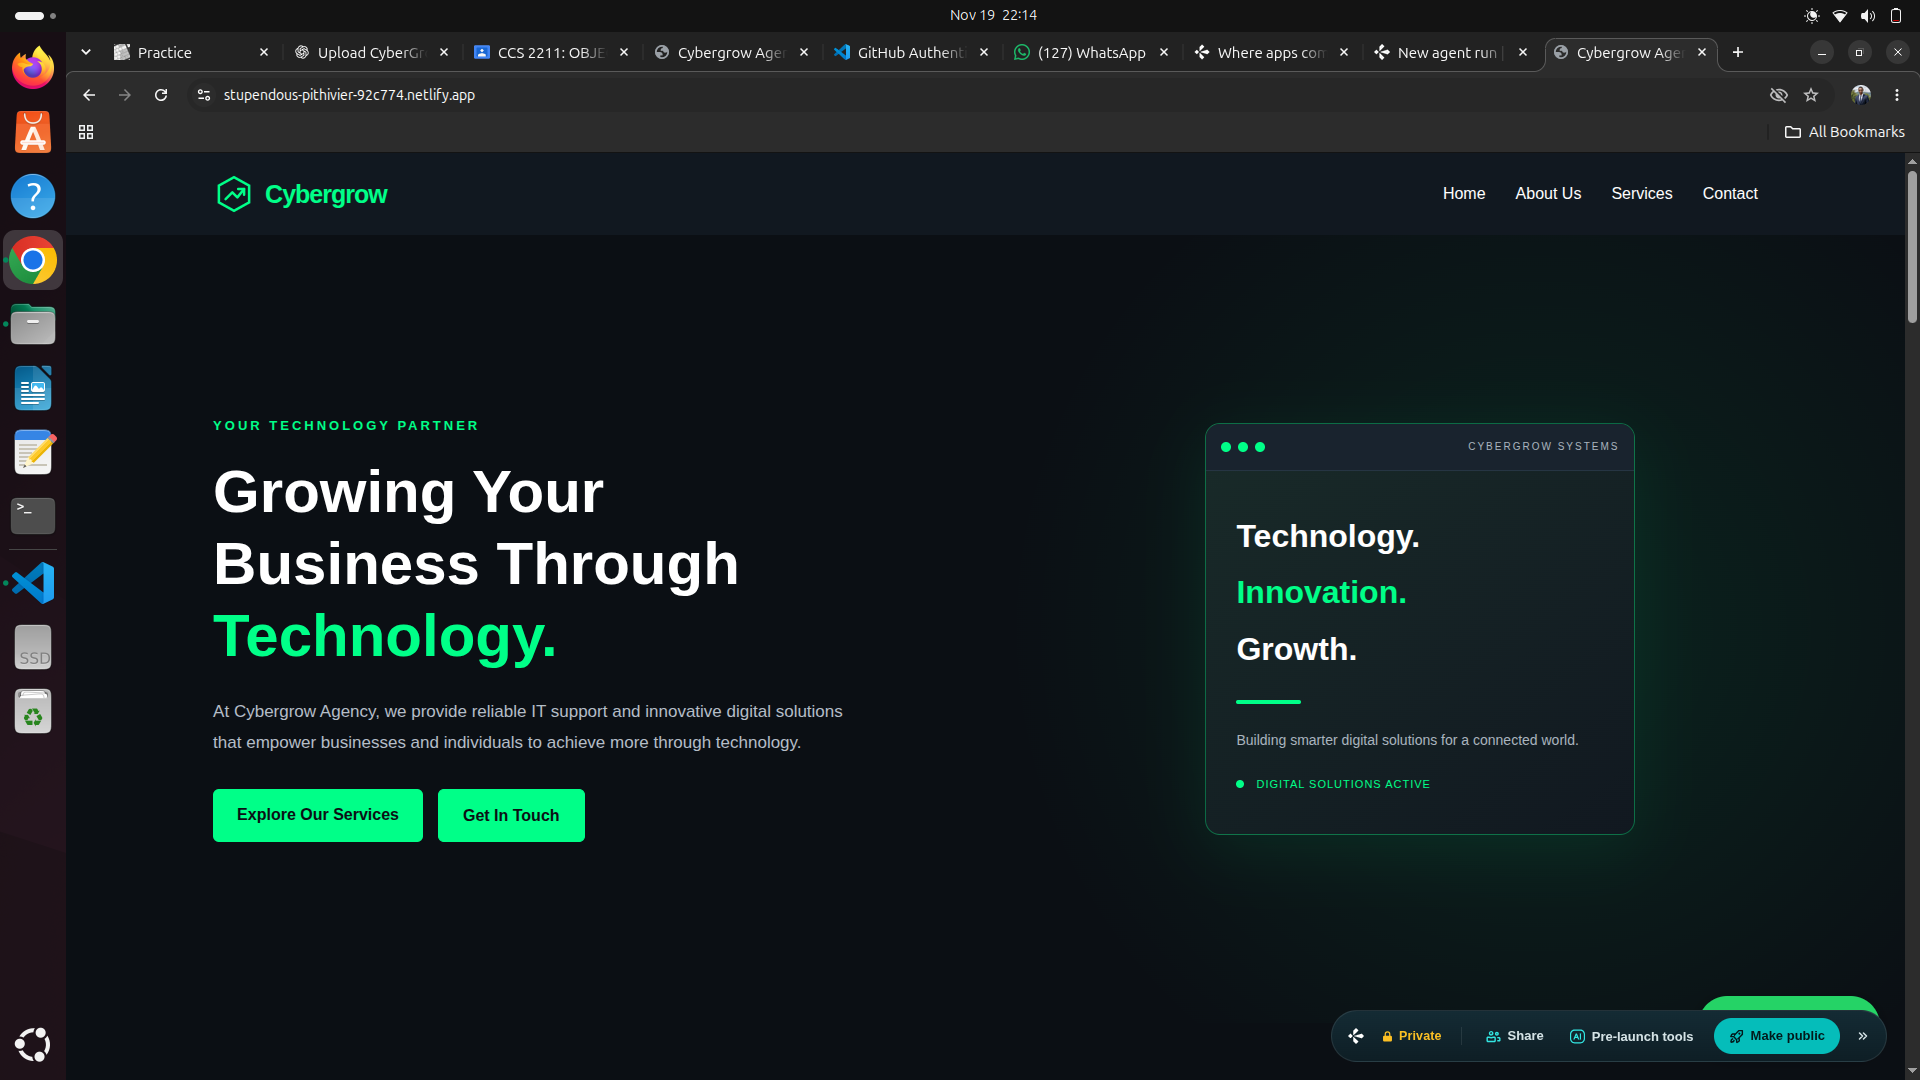 Nov 19 22:14
Practice
Upload CyberGr
CCS 2211: OBJE
Cybergrow Age
GitHub Authent
(127) WhatsApp
Where apps com
New agent run |
Cybergrow Age
stupendous-pithivier-92c774.netlify.app
All Bookmarks
Cybergrow
Home
About Us
Services
Contact
YOUR TECHNOLOGY PARTNER
Growing Your
Business Through
Technology.
At Cybergrow Agency, we provide reliable IT support and innovative digital solutions
that empower businesses and individuals to achieve more through technology.
Explore Our Services
Get In Touch
CYBERGROW SYSTEMS
Technology.
Innovation.
Growth.
Building smarter digital solutions for a connected world.
DIGITAL SOLUTIONS ACTIVE
Private
Share
AI
Pre-launch tools
Make public
>_
SSD